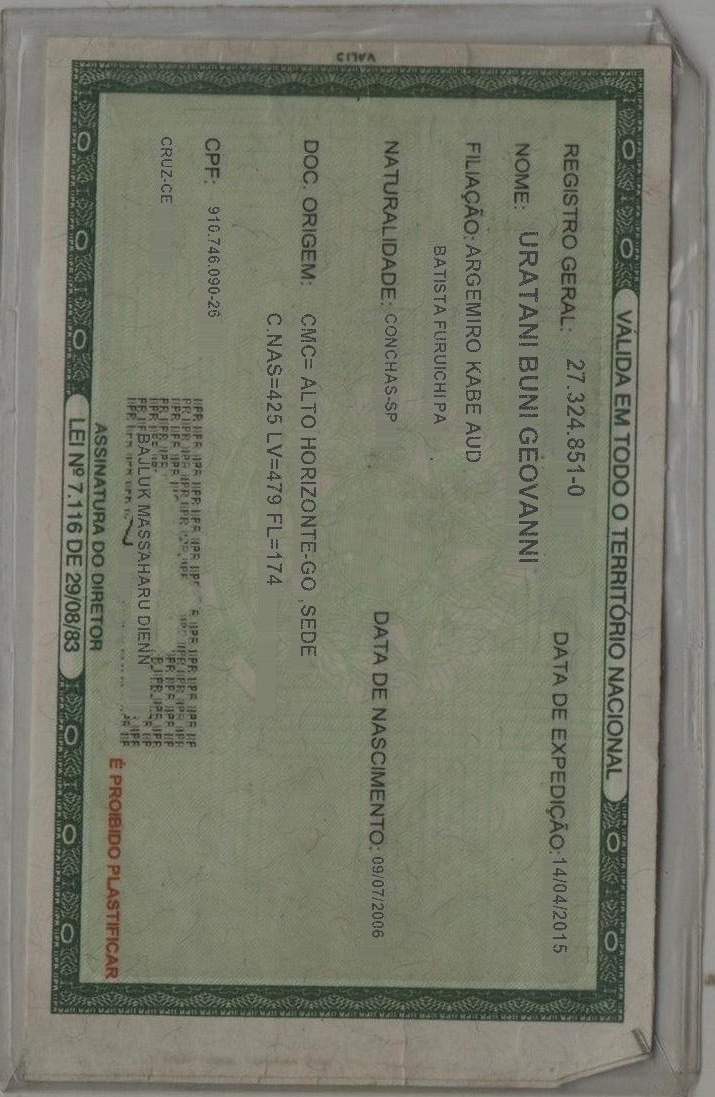 VÁLIDA EM TODO O TERRITÓRIO NACIONAL
REGISTRO GERAL: 27.324.851-0 DATA DE EXPEDIÇÃO: 14/04/2015
NOME: URATANI BUNI GEOVANNI
FILIAÇÃO: ARGEMIRO KABE AUD
BATISTA FURUICHI PA
NATURALIDADE: CONCHAS-SP DATA DE NASCIMENTO: 09/07/2006
DOC. ORIGEM: CMC= ALTO HORIZONTE-GO ,SEDE
C.NAS=425 LV=479 FL=174
CPF: 910.746.090-26
CRUZ-CE
BAJLUK MASSAHARU DIENN
ASSINATURA DO DIRETOR
É PROIBIDO PLASTIFICAR
LEI Nº 7.116 DE 29/08/83